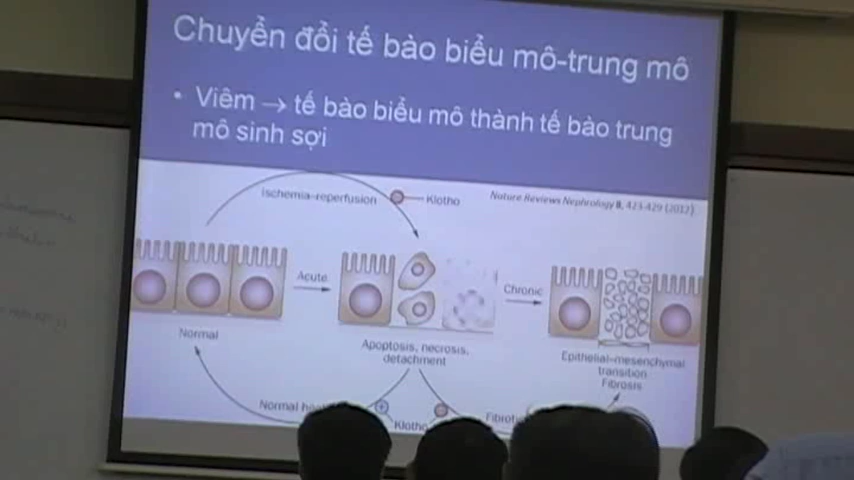 Chuyển đổi tế bào biểu mô-trung mô
• Viêm → tế bào biểu mô thành tế bào trung
mô sinh sợi
Ischemia-reperfusion
Klotho
Nature Reviews Nephrology 8, 423-429 (2012)
Acute
Chronic
Normal
Apoptosis, necrosis,
detachment
Epithelial-mesenchymal
transition
Fibrosis
Normal
Klotho